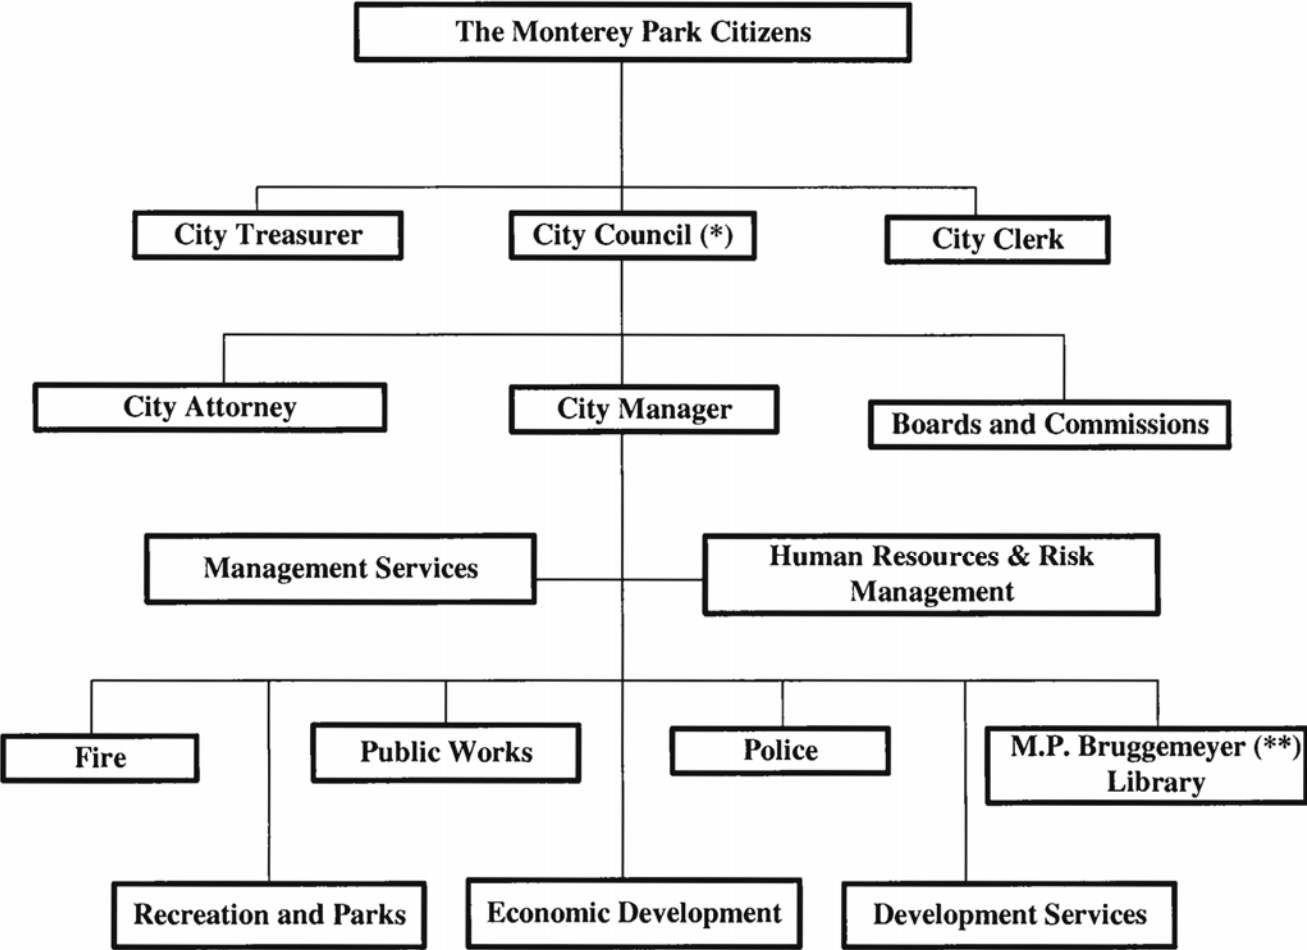 The Monterey Park Citizens
City Treasurer
City Council (*)
City Clerk
City Attorney
City Manager
Boards and Commissions
Management Services
Human Resources & Risk
Management
Fire
Public Works
Police
M.P. Bruggemeyer (**)
Library
Recreation and Parks
Economic Development
Development Services